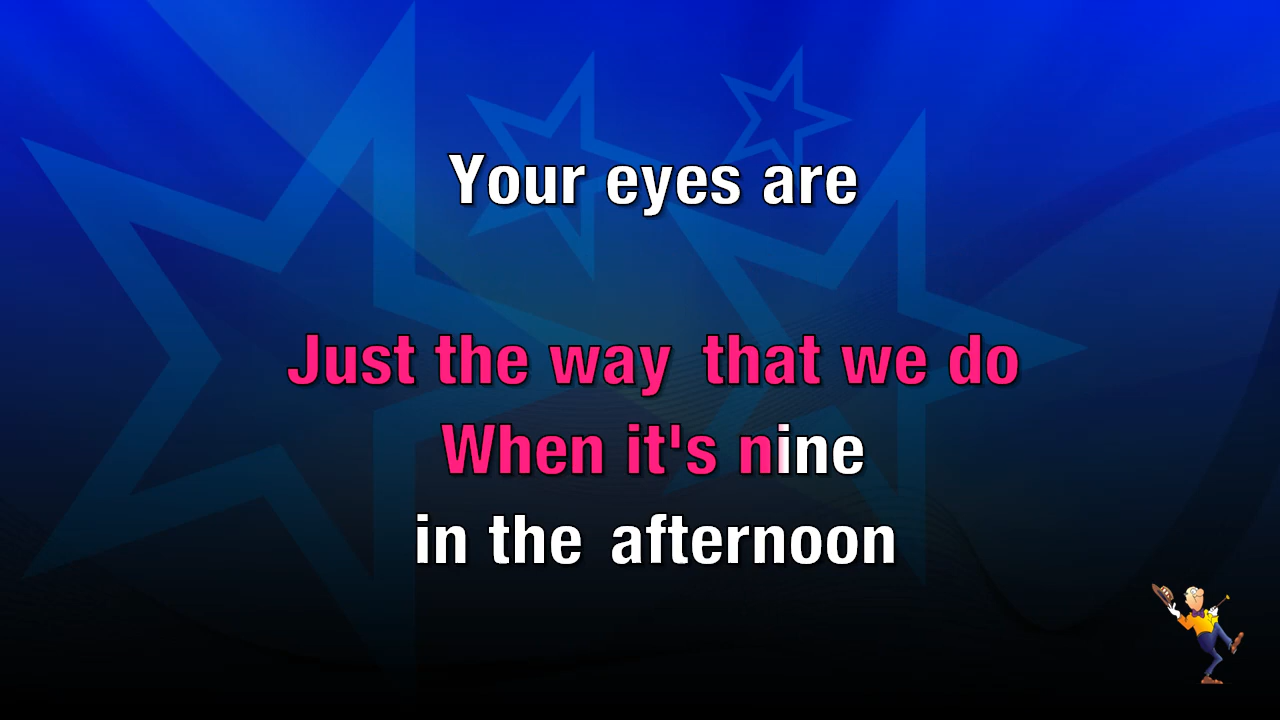 Your eyes are
Just the way that we do
When it's nine
in the afternoon